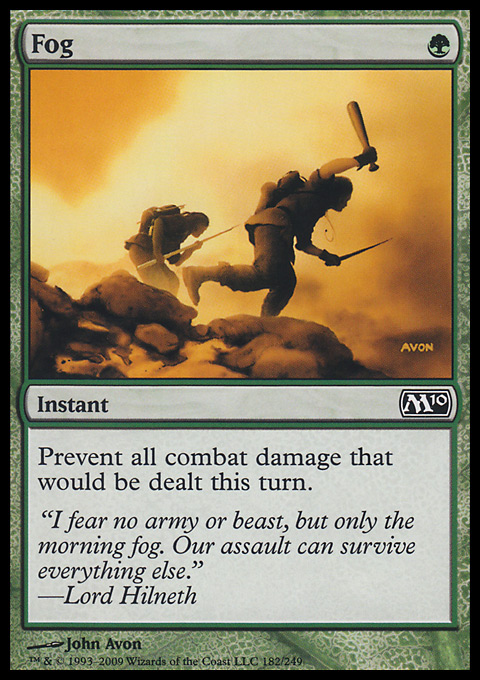 Fog
AVON
Instant
M10
Prevent all combat damage that
would be dealt this turn.
“I fear no army or beast, but only the
morning fog. Our assault can survive
everything else.”
—Lord Hilneth
John Avon
™ & © 1993–2009 Wizards of the Coast LLC 182/249